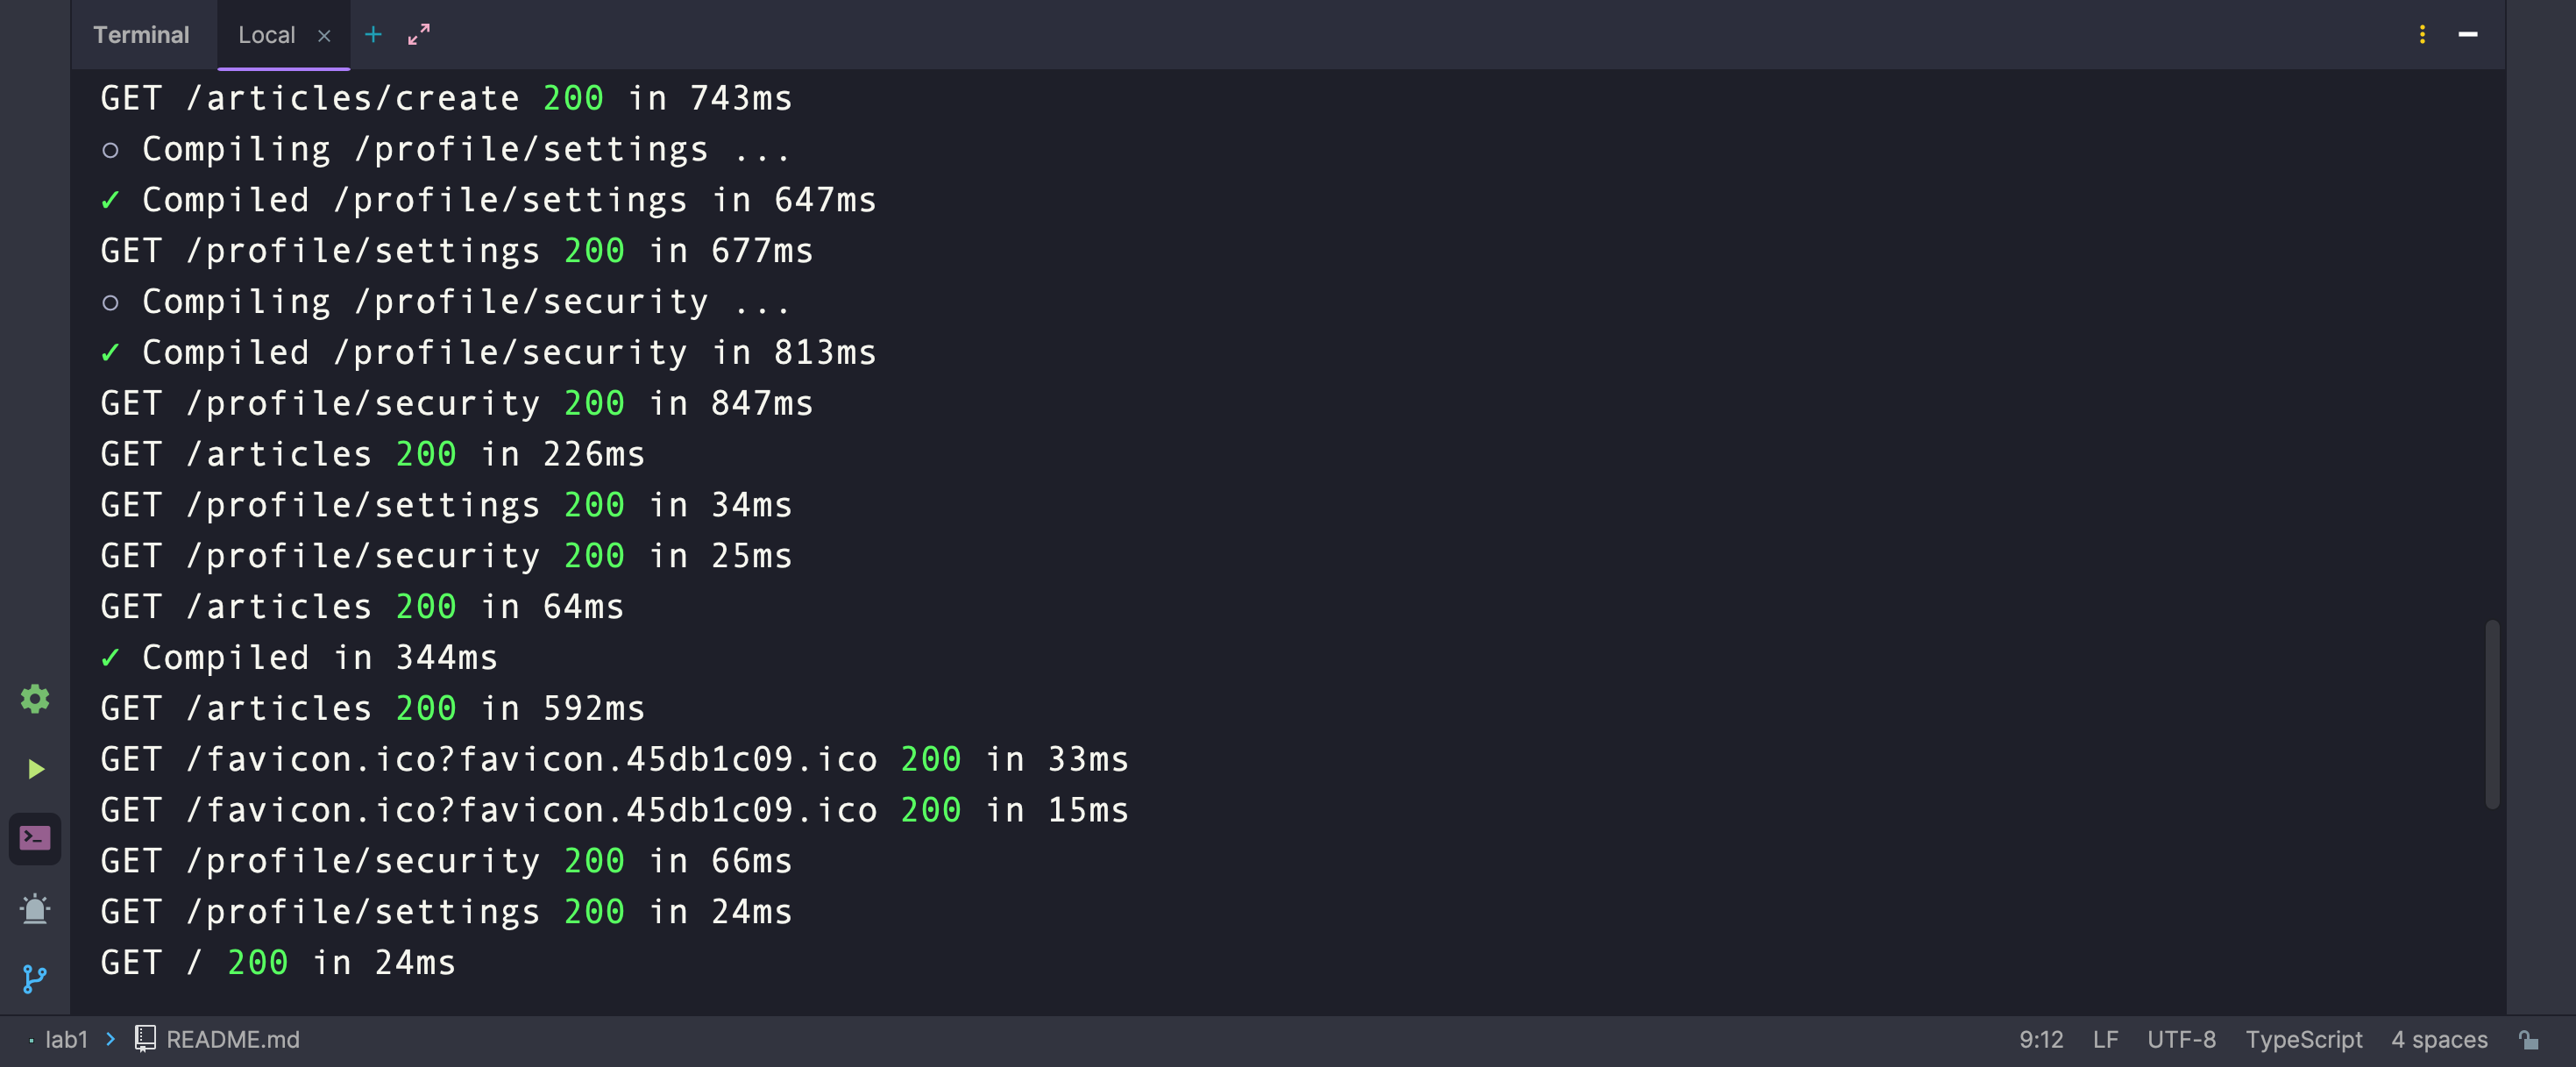 Terminal Local
GET /articles/create 200 in 743ms
○ Compiling /profile/settings ...
✓ Compiled /profile/settings in 647ms
GET /profile/settings 200 in 677ms
○ Compiling /profile/security ...
✓ Compiled /profile/security in 813ms
GET /profile/security 200 in 847ms
GET /articles 200 in 226ms
GET /profile/settings 200 in 34ms
GET /profile/security 200 in 25ms
GET /articles 200 in 64ms
✓ Compiled in 344ms
GET /articles 200 in 592ms
GET /favicon.ico?favicon.45db1c09.ico 200 in 33ms
GET /favicon.ico?favicon.45db1c09.ico 200 in 15ms
GET /profile/security 200 in 66ms
GET /profile/settings 200 in 24ms
GET / 200 in 24ms
lab1 > README.md 9:12 LF UTF-8 TypeScript 4 spaces